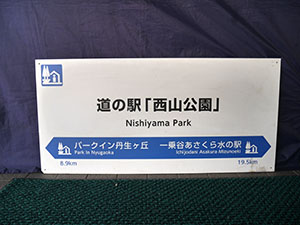 道の駅「西山公園」
Nishiyama Park
パークイン丹生ヶ丘
Park in Nyugaoka
8.9km
一乗谷あさくら水の駅
Ichijodani Asakura-Mizunoeki
19.5km